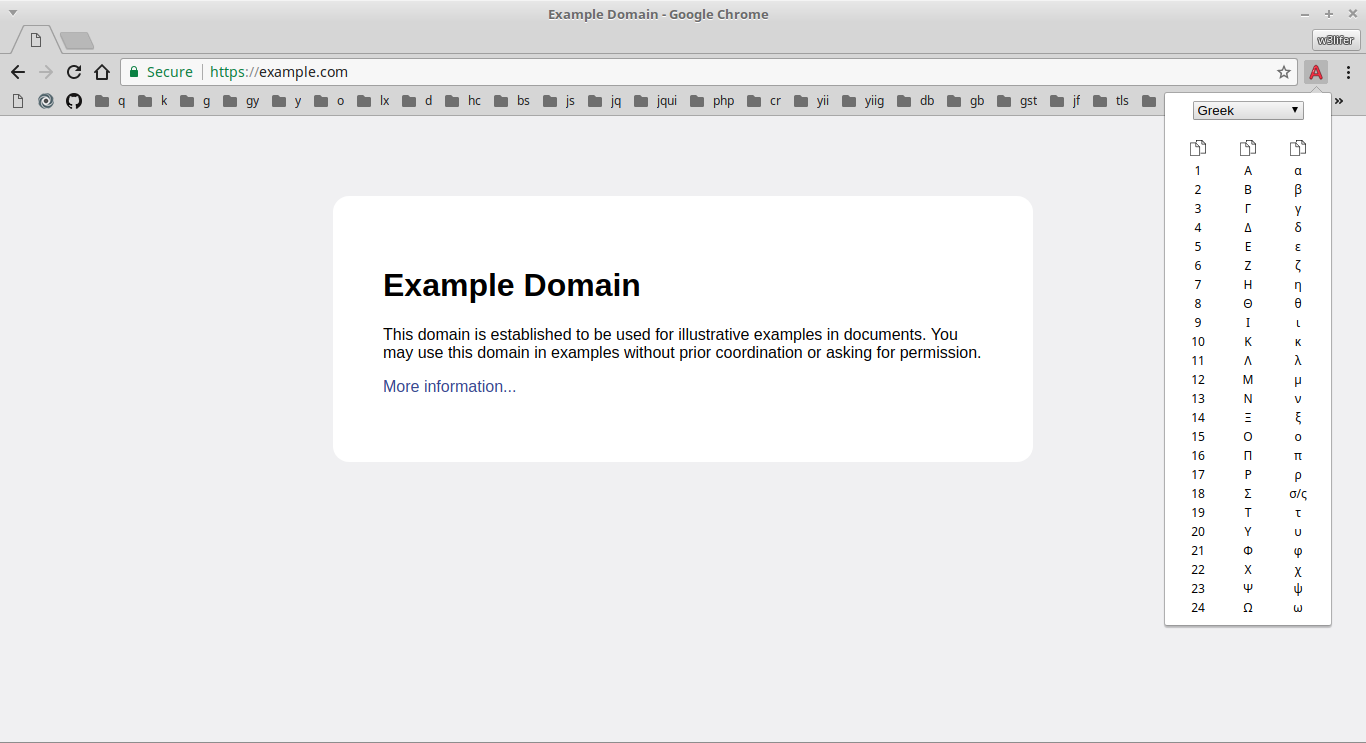 Example Domain - Google Chrome
w3lifer
Secure https://example.com
q k g gy y o lx d hc bs js jq jqui php cr yii yiig db gb gst jf tls »
Greek
1 Α α
2 Β β
3 Γ γ
4 Δ δ
5 Ε ε
6 Ζ ζ
7 Η η
8 Θ θ
9 Ι ι
10 Κ κ
11 Λ λ
12 Μ μ
13 Ν ν
14 Ξ ξ
15 Ο ο
16 Π π
17 Ρ ρ
18 Σ σ/ς
19 Τ τ
20 Υ υ
21 Φ φ
22 Χ χ
23 Ψ ψ
24 Ω ω
Example Domain
This domain is established to be used for illustrative examples in documents. You
may use this domain in examples without prior coordination or asking for permission.
More information...